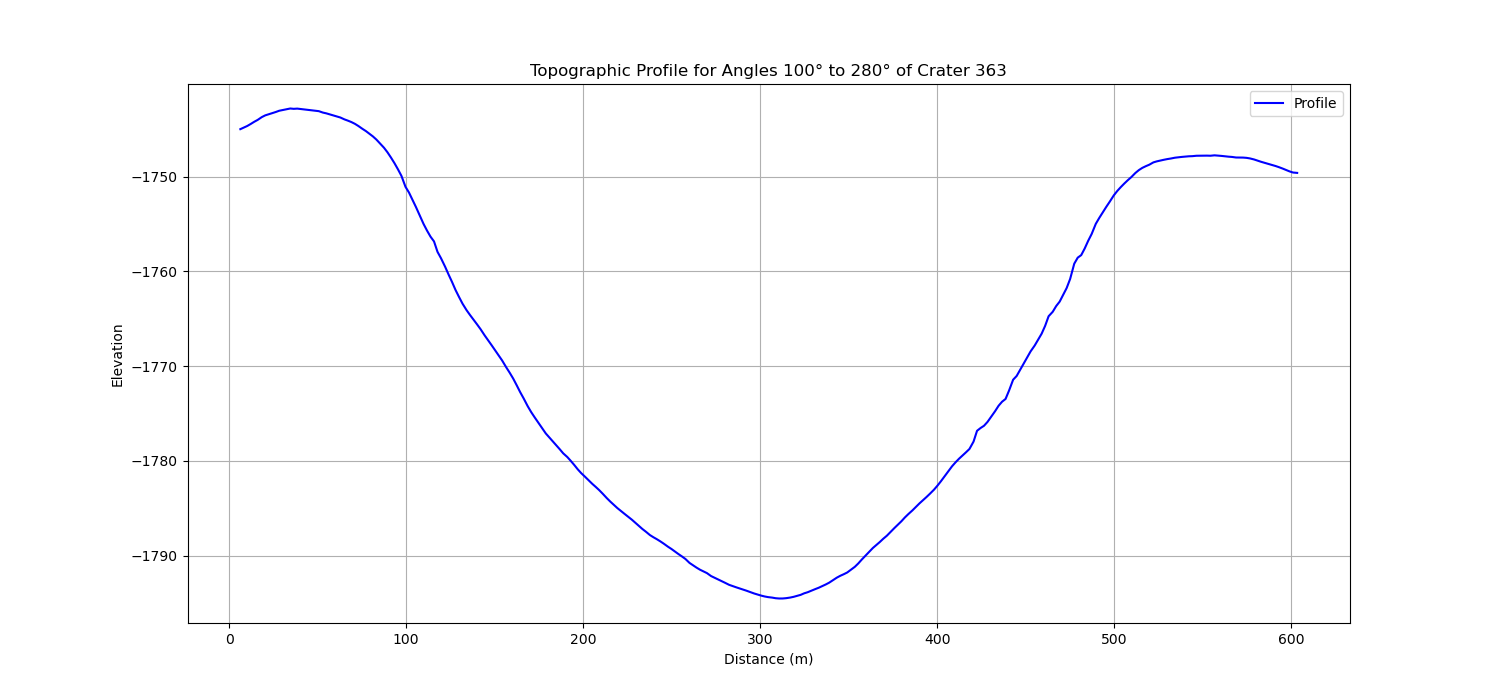 Topographic Profile for Angles 100° to 280° of Crater 363
Profile
Elevation
−1750
−1760
−1770
−1780
−1790
0 100 200 300 400 500 600
Distance (m)